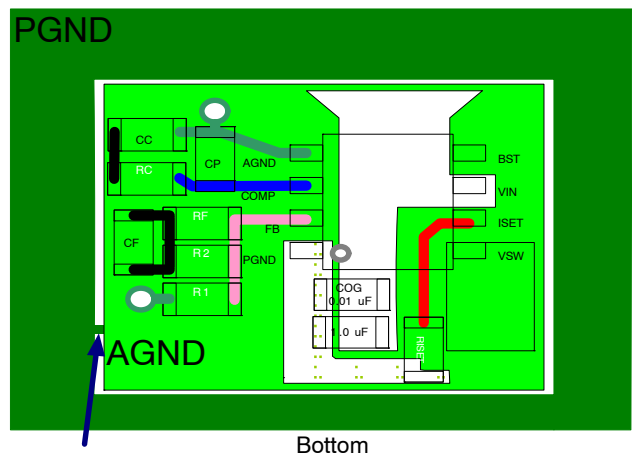 PGND
CC
CP
AGND
BST
RC
VIN
COMP
RF
ISET
FB
CF
R 2
PGND
VSW
COG
0.01 uF
R 1
1.0 uF
RISET
AGND
Bottom